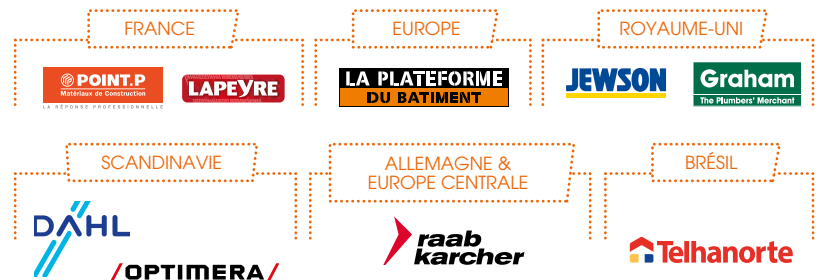 FRANCE
EUROPE
ROYAUME-UNI
POINT.P
Matériaux de Construction
LA RÉPONSE PROFESSIONNELLE
LAPEYRE
LA PLATEFORME
DU BATIMENT
JEWSON
Graham
The Plumbers' Merchant
SCANDINAVIE
ALLEMAGNE &
EUROPE CENTRALE
BRÉSIL
DAHL
/OPTIMERA/
raab
karcher
Telhanorte